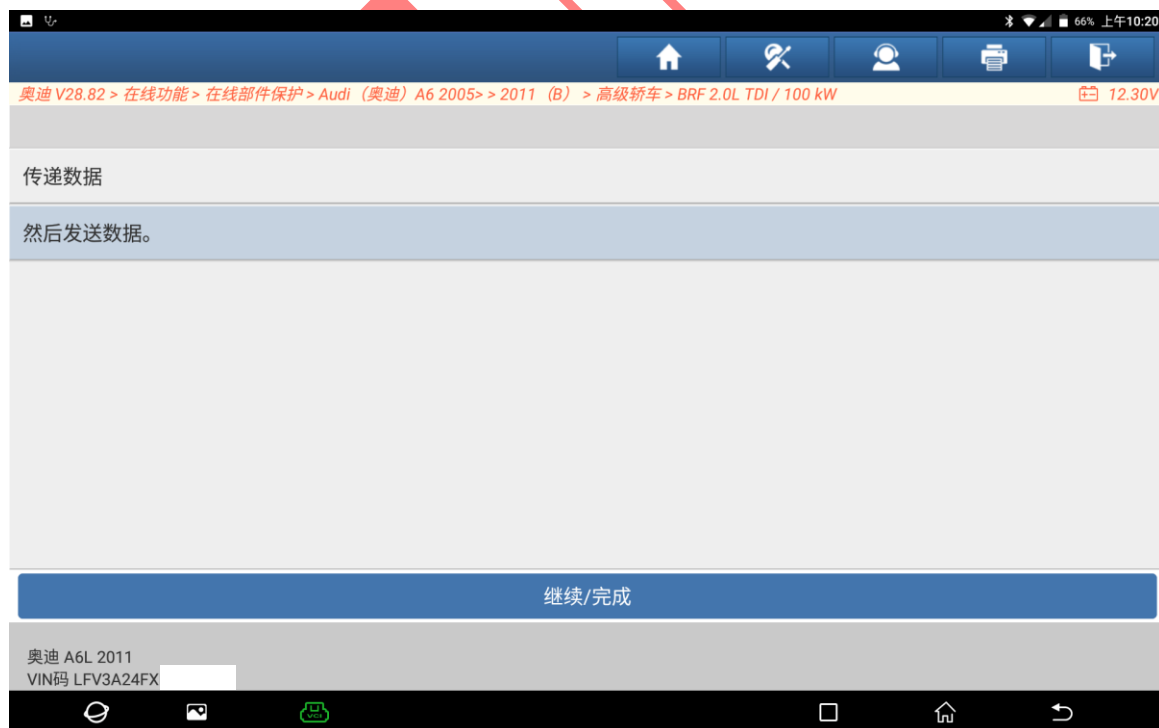 66% 上午10:20
奥迪 V28.82 > 在线功能 > 在线部件保护 > Audi（奥迪）A6 2005> > 2011（B）> 高级轿车 > BRF 2.0L TDI / 100 kW 12.30V
传递数据
然后发送数据。
继续/完成
奥迪 A6L 2011
VIN码 LFV3A24FX
VCI